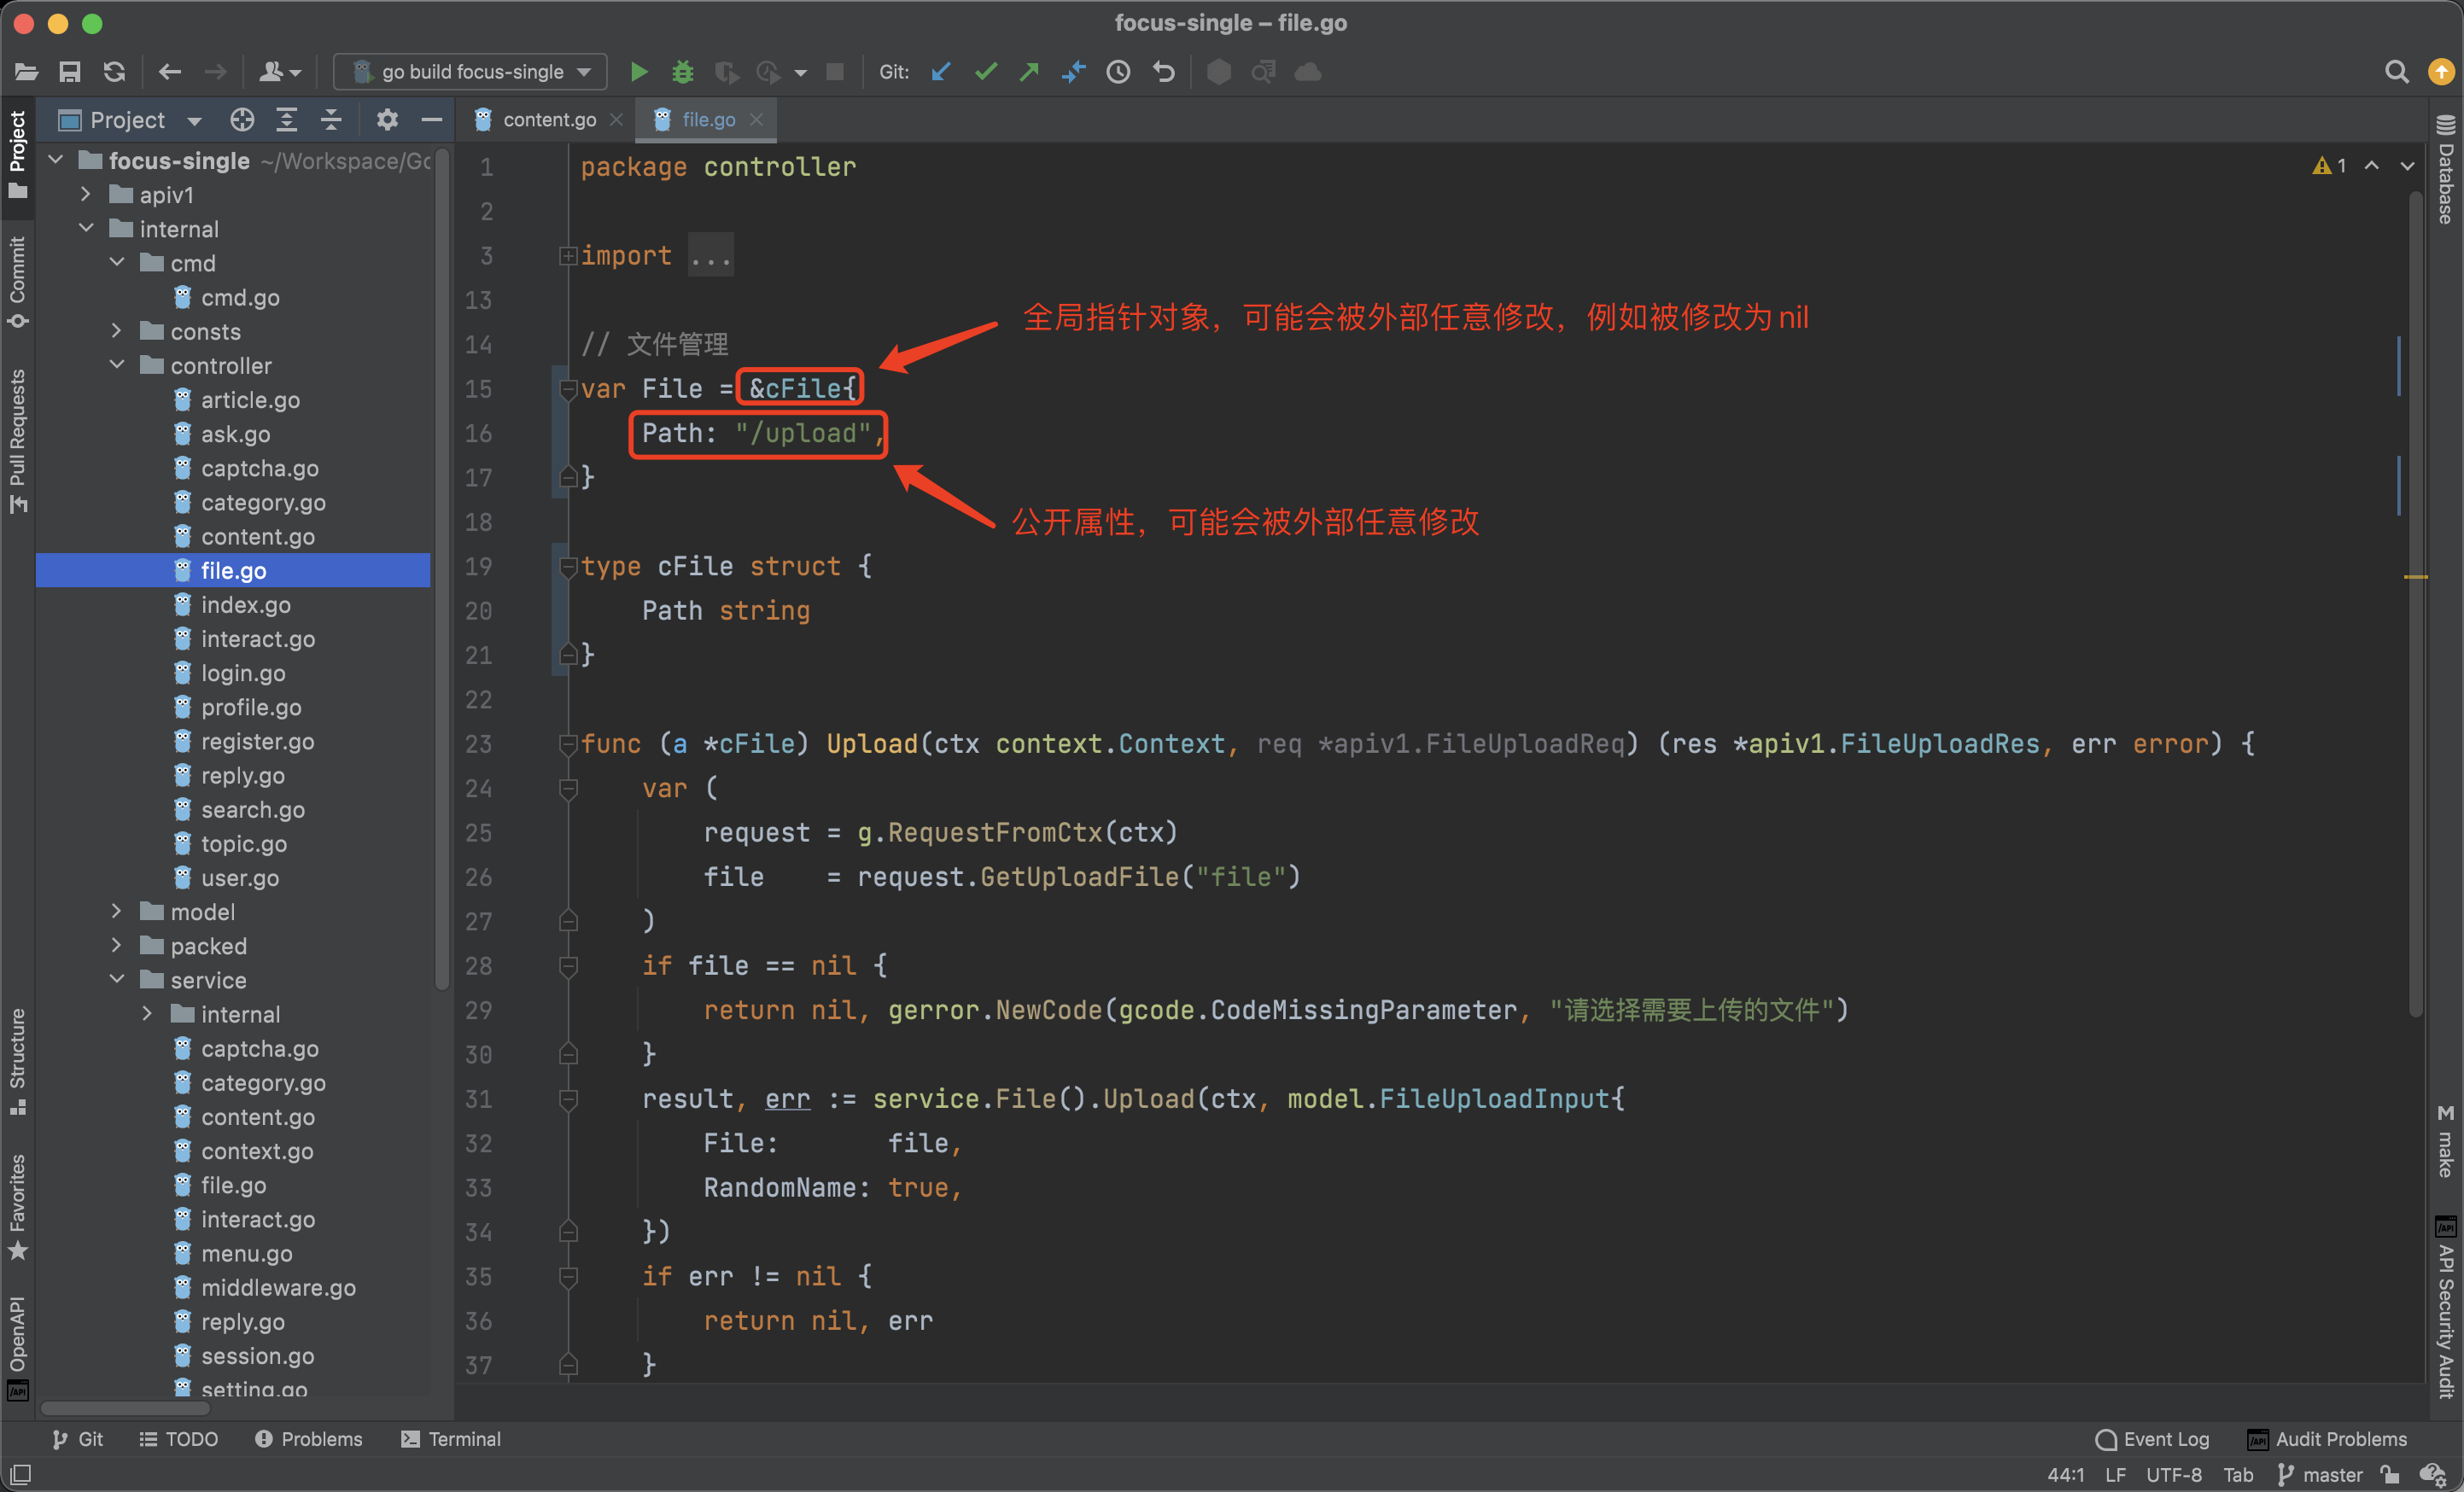 focus-single – file.go
go build focus-single
Git:
Project
content.go
file.go
Project
Commit
Pull Requests
Structure
Favorites
OpenAPI
focus-single ~/Workspace/Go
apiv1
internal
cmd
cmd.go
consts
controller
article.go
ask.go
captcha.go
category.go
content.go
file.go
index.go
interact.go
login.go
profile.go
register.go
reply.go
search.go
topic.go
user.go
model
packed
service
internal
captcha.go
category.go
content.go
context.go
file.go
interact.go
menu.go
middleware.go
reply.go
session.go
setting.go
1 package controller
2
3 import ...
13
14 // 文件管理
15 var File = &cFile{
16 Path: "/upload",
17 }
18
19 type cFile struct {
20 Path string
21 }
22
23 func (a *cFile) Upload(ctx context.Context, req *apiv1.FileUploadReq) (res *apiv1.FileUploadRes, err error) {
24 var (
25 request = g.RequestFromCtx(ctx)
26 file    = request.GetUploadFile("file")
27 )
28 if file == nil {
29 return nil, gerror.NewCode(gcode.CodeMissingParameter, "请选择需要上传的文件")
30 }
31 result, err := service.File().Upload(ctx, model.FileUploadInput{
32 File:       file,
33 RandomName: true,
34 })
35 if err != nil {
36 return nil, err
37 }
全局指针对象，可能会被外部任意修改，例如被修改为 nil
公开属性，可能会被外部任意修改
1
Database
make
API Security Audit
Git
TODO
Problems
Terminal
Event Log
Audit Problems
44:1
LF
UTF-8
Tab
master